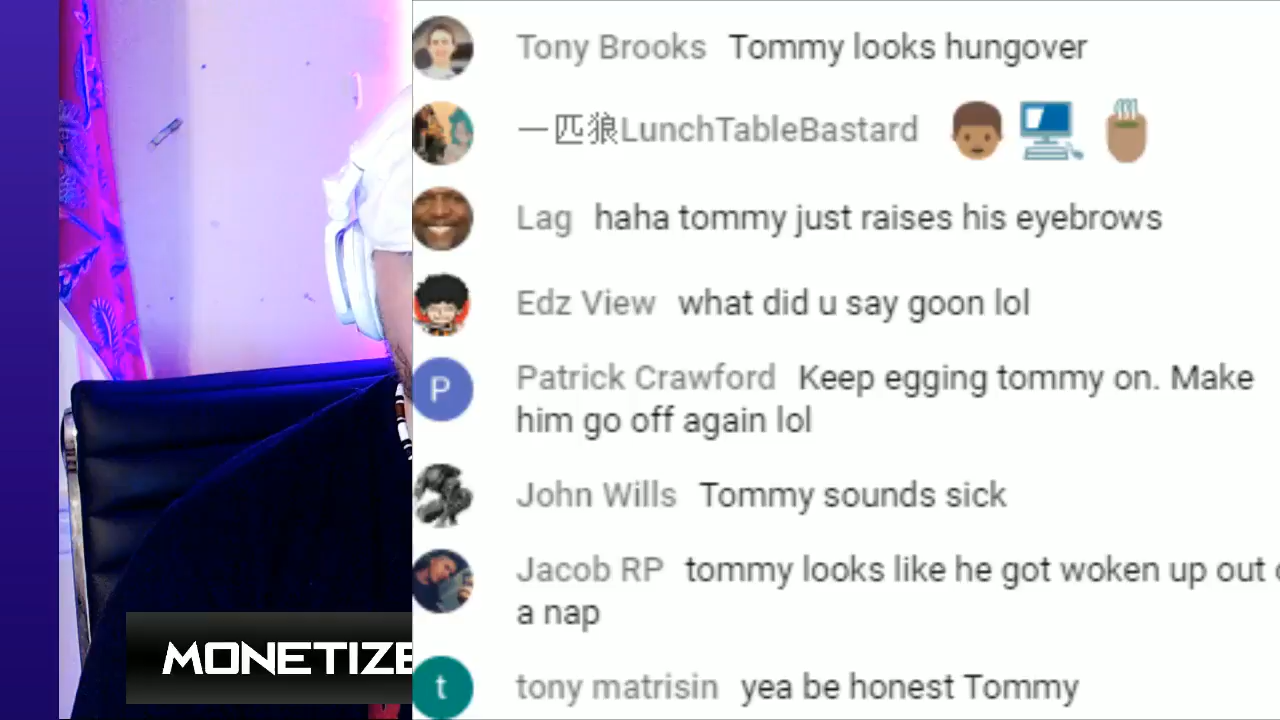 Tony Brooks Tommy looks hungover
一匹狼LunchTableBastard
Lag haha tommy just raises his eyebrows
Edz View what did u say goon lol
P
Patrick Crawford Keep egging tommy on. Make
him go off again lol
John Wills Tommy sounds sick
Jacob RP tommy looks like he got woken up out
a nap
MONETIZE
t
tony matrisin yea be honest Tommy